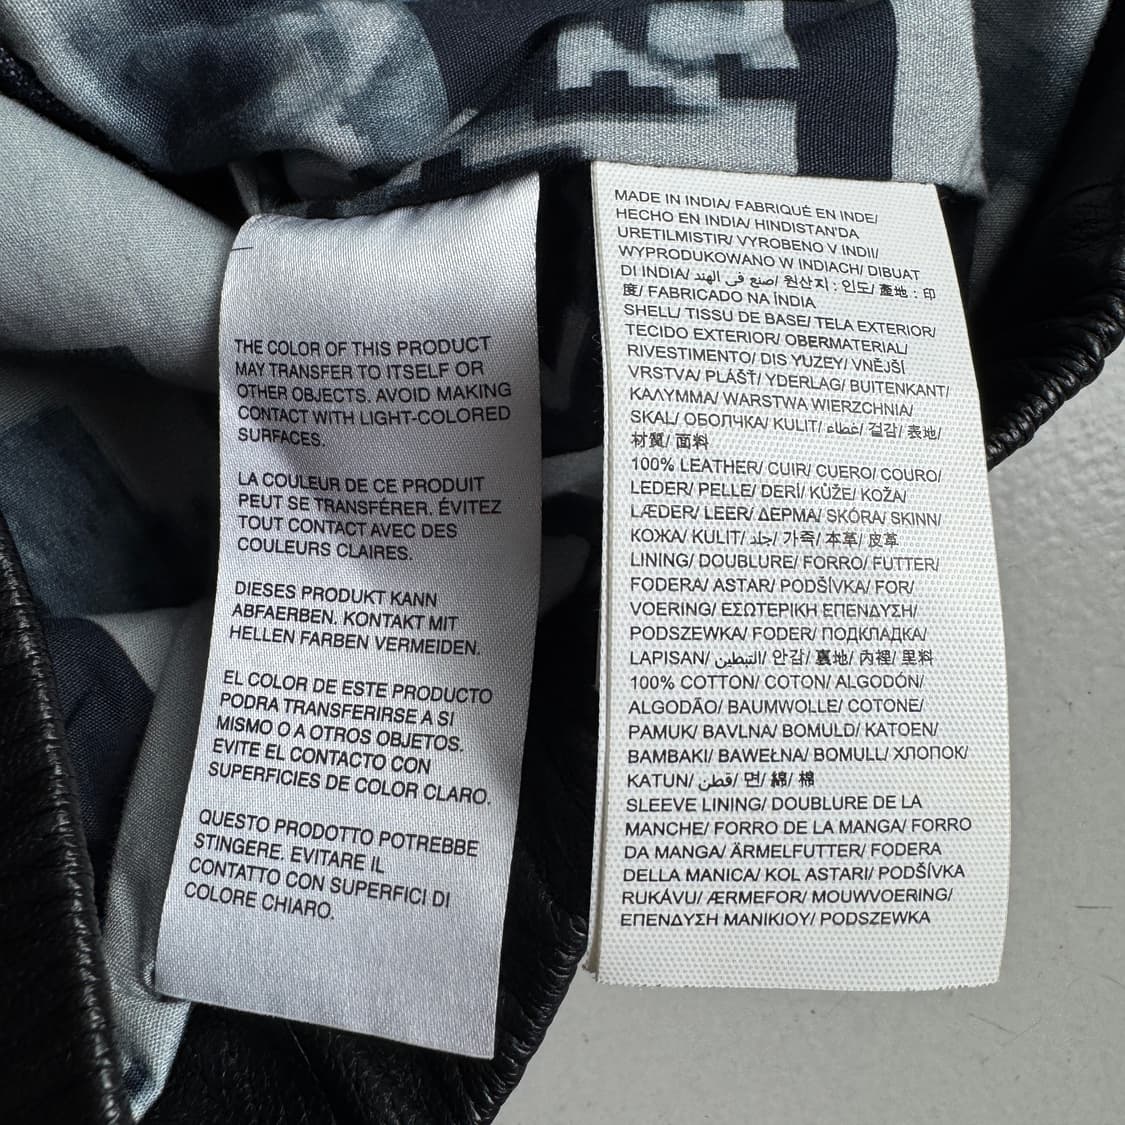 THE COLOR OF THIS PRODUCT
MAY TRANSFER TO ITSELF OR
OTHER OBJECTS. AVOID MAKING
CONTACT WITH LIGHT-COLORED
SURFACES.
LA COULEUR DE CE PRODUIT
PEUT SE TRANSFÉRER. ÉVITEZ
TOUT CONTACT AVEC DES
COULEURS CLAIRES.
DIESES PRODUKT KANN
ABFAERBEN. KONTAKT MIT
HELLEN FARBEN VERMEIDEN.
EL COLOR DE ESTE PRODUCTO
PODRA TRANSFERIRSE A SI
MISMO O A OTROS OBJETOS.
EVITE EL CONTACTO CON
SUPERFICIES DE COLOR CLARO.
QUESTO PRODOTTO POTREBBE
STINGERE. EVITARE IL
CONTATTO CON SUPERFICI DI
COLORE CHIARO.
MADE IN INDIA/ FABRIQUÉ EN INDE/
HECHO EN INDIA/ HINDISTAN'DA
URETILMISTIR/ VYROBENO V INDII/
WYPRODUKOWANO W INDIACH/ DIBUAT
DI INDIA/ صنع في الهند/ 원산지 : 인도/ 產地 : 印
度/ FABRICADO NA ÍNDIA
SHELL/ TISSU DE BASE/ TELA EXTERIOR/
TECIDO EXTERIOR/ OBERMATERIAL/
RIVESTIMENTO/ DIS YUZEY/ VNĚJŠÍ
VRSTVA/ PLÁŠŤ/ YDERLAG/ BUITENKANT/
ΚΑΛΥΜΜΑ/ WARSTWA WIERZCHNIA/
SKAL/ ОБОЛЧКА/ KULIT/ غطاء/ 겉감/ 表地/
材質/ 面料
100% LEATHER/ CUIR/ CUERO/ COURO/
LEDER/ PELLE/ DERİ/ KŮŽE/ KOŽA/
LÆDER/ LEER/ ΔΕΡΜΑ/ SKÓRA/ SKINN/
КОЖА/ KULIT/ جلد/ 가죽/ 本革/ 皮革
LINING/ DOUBLURE/ FORRO/ FUTTER/
FODERA/ ASTAR/ PODŠÍVKA/ FOR/
VOERING/ ΕΣΩΤΕΡΙΚΗ ΕΠΕΝΔΥΣΗ/
PODSZEWKA/ FODER/ ПОДКЛАДКА/
LAPISAN/ التبطين/ 안감/ 裏地/ 內裡/ 里料
100% COTTON/ COTON/ ALGODÓN/
ALGODÃO/ BAUMWOLLE/ COTONE/
PAMUK/ BAVLNA/ BOMULD/ KATOEN/
BAMBAKI/ BAWEŁNA/ BOMULL/ ХЛОПОК/
KATUN/ قطن/ 면/ 綿/ 棉
SLEEVE LINING/ DOUBLURE DE LA
MANCHE/ FORRO DE LA MANGA/ FORRO
DA MANGA/ ÄRMELFUTTER/ FODERA
DELLA MANICA/ KOL ASTARI/ PODŠÍVKA
RUKÁVU/ ÆRMEFOR/ MOUWVOERING/
ΕΠΕΝΔΥΣΗ ΜΑΝΙΚΙΟΥ/ PODSZEWKA